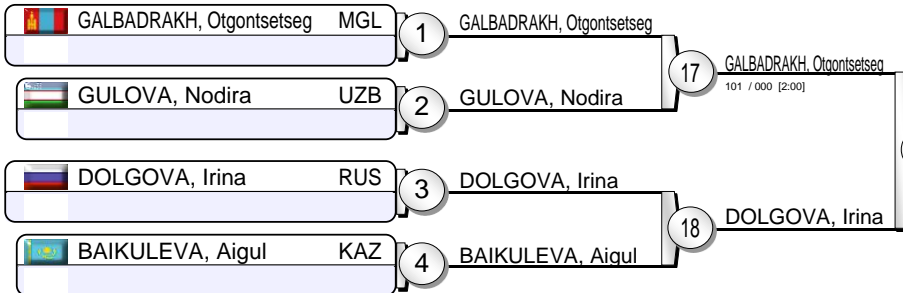 GALBADRAKH, Otgontsetseg MGL
1
GALBADRAKH, Otgontsetseg
GULOVA, Nodira UZB
2
GULOVA, Nodira
17
GALBADRAKH, Otgontsetseg
101 / 000 [2:00]
DOLGOVA, Irina RUS
3
DOLGOVA, Irina
BAIKULEVA, Aigul KAZ
4
BAIKULEVA, Aigul
18
DOLGOVA, Irina